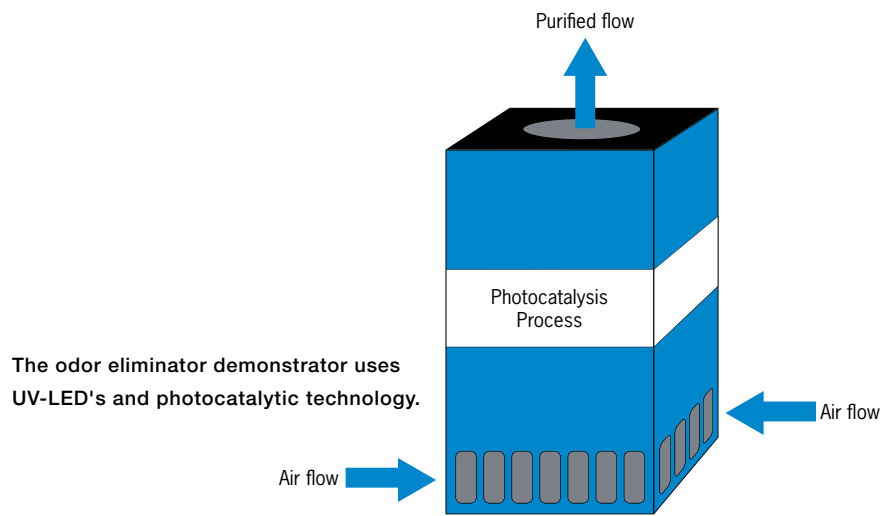 Purified flow
Photocatalysis
Process
The odor eliminator demonstrator uses
UV-LED's and photocatalytic technology.
Air flow
Air flow